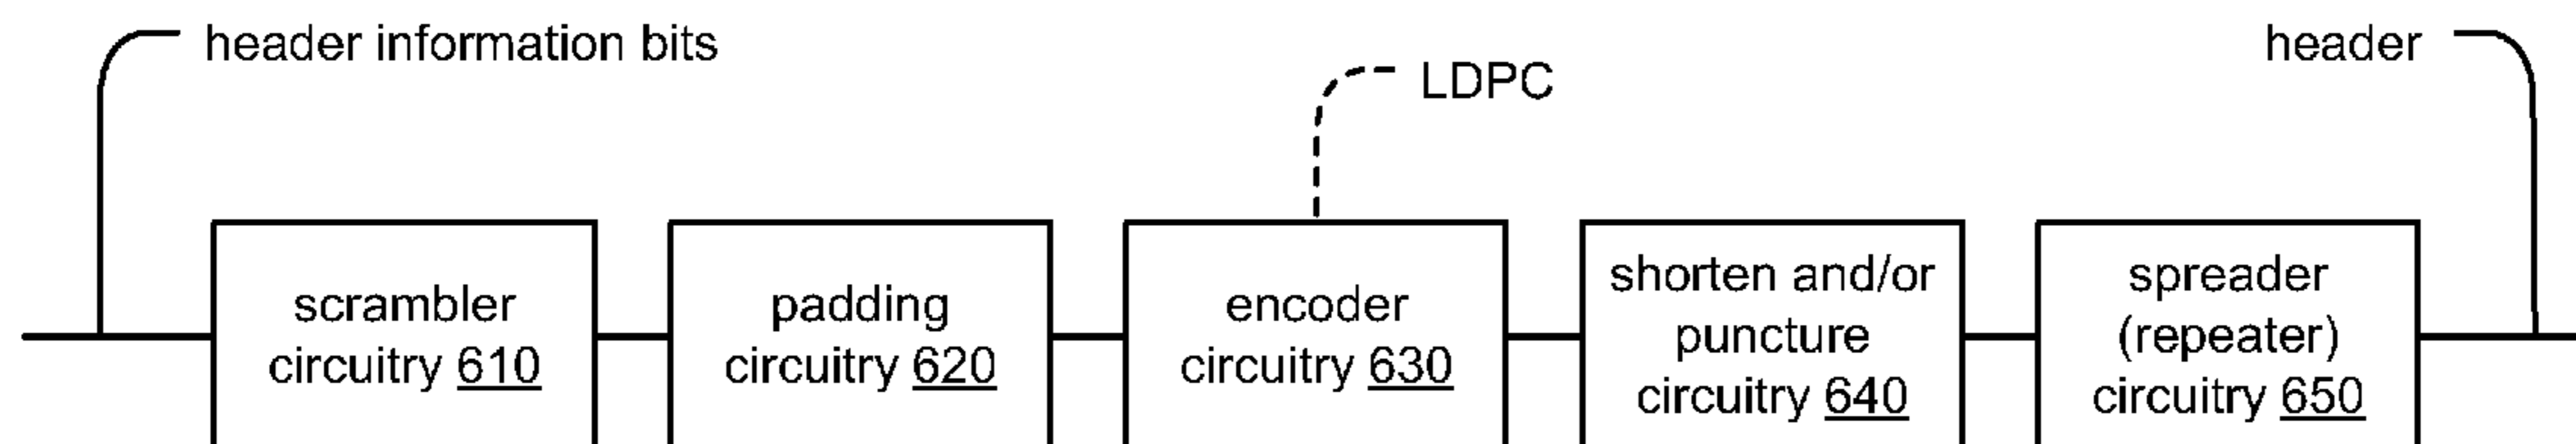 header information bits
header
LDPC
scrambler
circuitry 610
padding
circuitry 620
encoder
circuitry 630
shorten and/or
puncture
circuitry 640
spreader
(repeater)
circuitry 650